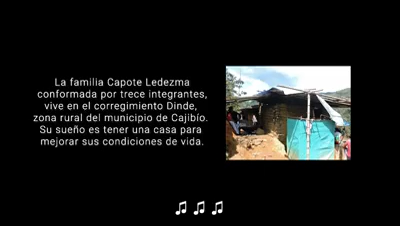 La familia Capote Ledezma
conformada por trece integrantes,
vive en el corregimiento Dinde,
zona rural del municipio de Cajibío.
Su sueño es tener una casa para
mejorar sus condiciones de vida.